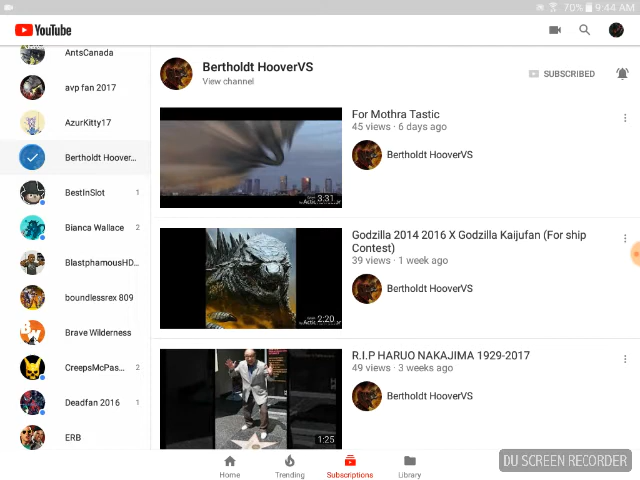 70% 9:44 AM
YouTube
AntsCanada
avp fan 2017
AzurKitty17
Bertholdt Hoover...
BestInSlot 1
Bianca Wallace 2
BlastphamousHD...
boundlessrex 809
Brave Wilderness
CreepsMcPas... 2
Deadfan 2016 1
ERB
Bertholdt HooverVS
View channel
SUBSCRIBED
3:31
For Mothra Tastic
45 views · 6 days ago
Bertholdt HooverVS
2:20
Godzilla 2014 2016 X Godzilla Kaijufan (For ship
Contest)
39 views · 1 week ago
Bertholdt HooverVS
1:25
R.I.P HARUO NAKAJIMA 1929-2017
49 views · 3 weeks ago
Bertholdt HooverVS
Home
Trending
Subscriptions
Library
DU SCREEN RECORDER